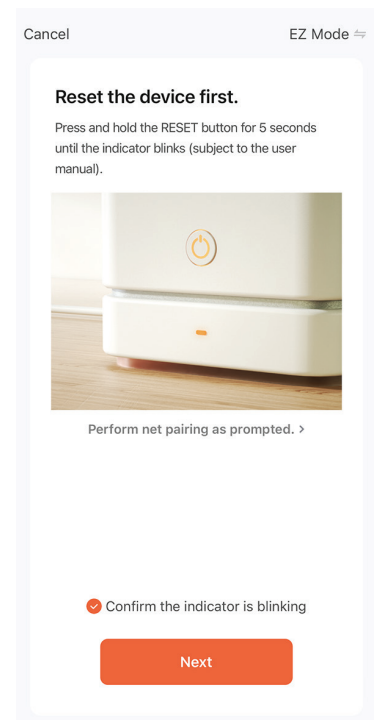 Cancel
EZ Mode
Reset the device first.
Press and hold the RESET button for 5 seconds
until the indicator blinks (subject to the user
manual).
Perform net pairing as prompted. >
Confirm the indicator is blinking
Next